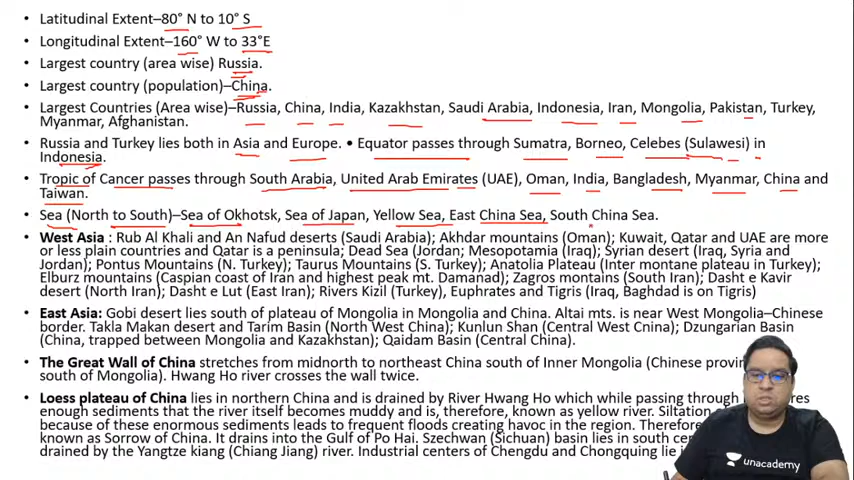 • Latitudinal Extent–80° N to 10° S
• Longitudinal Extent–160° W to 33°E
• Largest country (area wise) Russia.
• Largest country (population)–China.
• Largest Countries (Area wise)–Russia, China, India, Kazakhstan, Saudi Arabia, Indonesia, Iran, Mongolia, Pakistan, Turkey,
Myanmar, Afghanistan.
• Russia and Turkey lies both in Asia and Europe. • Equator passes through Sumatra, Borneo, Celebes (Sulawesi) in
Indonesia.
• Tropic of Cancer passes through South Arabia, United Arab Emirates (UAE), Oman, India, Bangladesh, Myanmar, China and
Taiwan.
• Sea (North to South)–Sea of Okhotsk, Sea of Japan, Yellow Sea, East China Sea, South China Sea.
• West Asia : Rub Al Khali and An Nafud deserts (Saudi Arabia); Akhdar mountains (Oman); Kuwait, Qatar and UAE are more
or less plain countries and Qatar is a peninsula; Dead Sea (Jordan; Mesopotamia (Iraq); Syrian desert (Iraq, Syria and
Jordan); Pontus Mountains (N. Turkey); Taurus Mountains (S. Turkey); Anatolia Plateau (Inter montane plateau in Turkey);
Elburz mountains (Caspian coast of Iran and highest peak mt. Damanad); Zagros montains (South Iran); Dasht e Kavir
desert (North Iran); Dasht e Lut (East Iran); Rivers Kizil (Turkey), Euphrates and Tigris (Iraq, Baghdad is on Tigris)
• East Asia: Gobi desert lies south of plateau of Mongolia in Mongolia and China. Altai mts. is near West Mongolia–Chinese
border. Takla Makan desert and Tarim Basin (North West China); Kunlun Shan (Central West Cnina); Dzungarian Basin
(China, trapped between Mongolia and Kazakhstan); Qaidam Basin (Central China).
• The Great Wall of China stretches from midnorth to northeast China south of Inner Mongolia (Chinese
south of Mongolia). Hwang Ho river crosses the wall twice.
• Loess plateau of China lies in northern China and is drained by River Hwang Ho which while passing through
enough sediments that the river itself becomes muddy and is, therefore, known as yellow river. Siltation
because of these enormous sediments leads to frequent floods creating havoc in the region.
known as Sorrow of China. It drains into the Gulf of Po Hai. Szechwan (Sichuan) basin lies in south
drained by the Yangtze kiang (Chiang Jiang) river. Industrial centers of Chengdu and Chongquing lie
unacademy